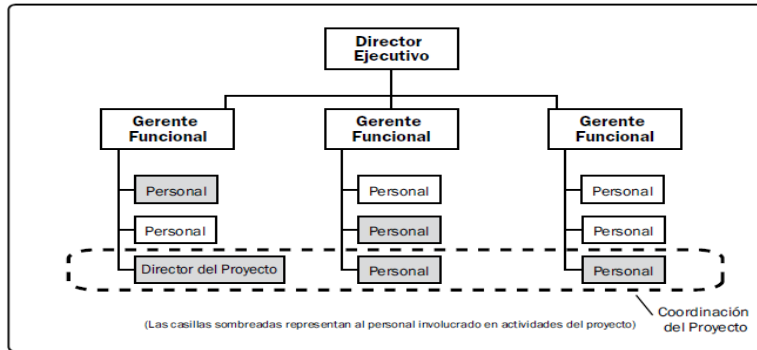 Director
Ejecutivo
Gerente
Funcional
Gerente
Funcional
Gerente
Funcional
Personal
Personal
Personal
Personal
Personal
Personal
Director del Proyecto
Personal
Personal
(Las casillas sombreadas representan al personal involucrado en actividades del proyecto)
Coordinación
del Proyecto